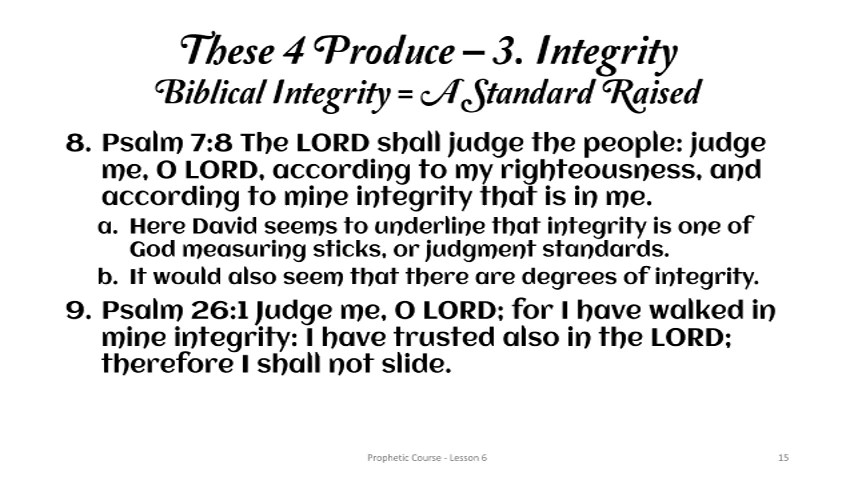 These 4 Produce – 3. Integrity
Biblical Integrity = A Standard Raised
8. Psalm 7:8 The LORD shall judge the people: judge
me, O LORD, according to my righteousness, and
according to mine integrity that is in me.
a. Here David seems to underline that integrity is one of
God measuring sticks, or judgment standards.
b. It would also seem that there are degrees of integrity.
9. Psalm 26:1 Judge me, O LORD; for I have walked in
mine integrity: I have trusted also in the LORD;
therefore I shall not slide.
Prophetic Course - Lesson 6
15